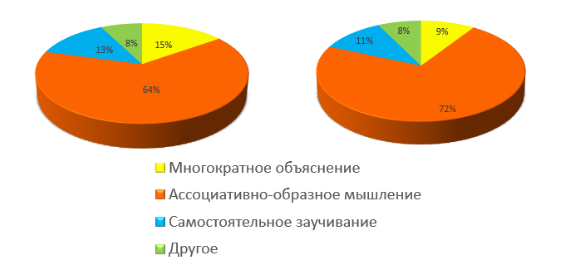 15%
64%
13%
8%
9%
72%
11%
8%
Многократное объяснение
Ассоциативно-образное мышление
Самостоятельное заучивание
Другое